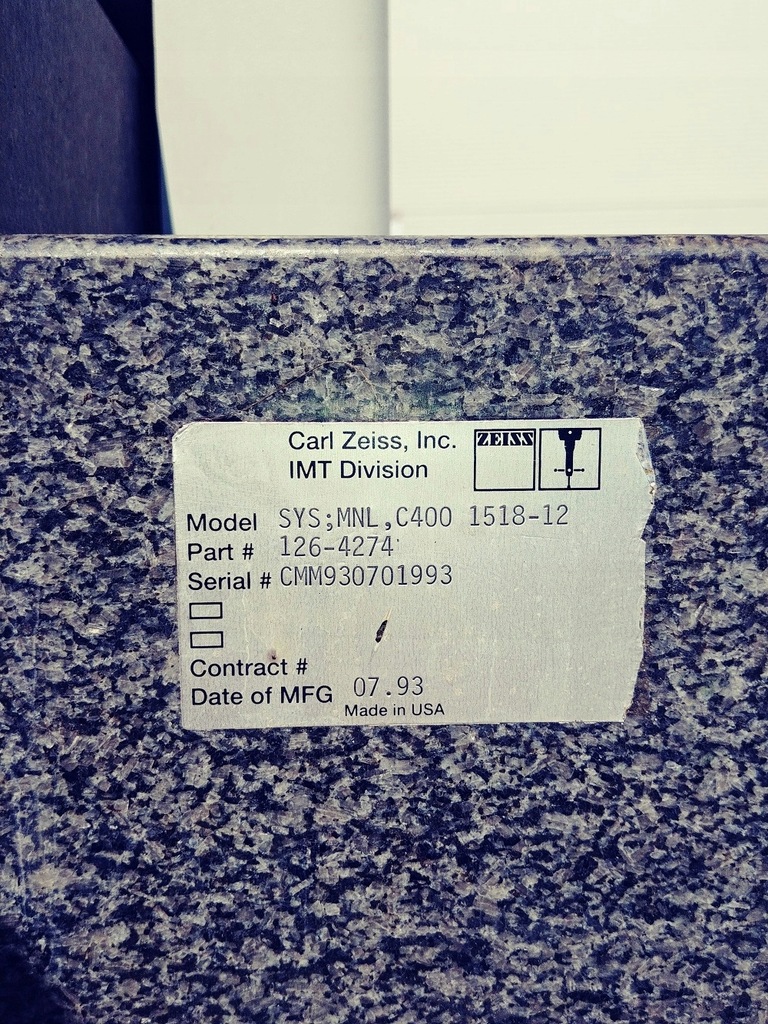 Carl Zeiss, Inc.
IMT Division
ZEISS
Model SYS;MNL,C400 1518-12
Part # 126-4274
Serial # CMM930701993
Contract #
Date of MFG 07.93
Made in USA